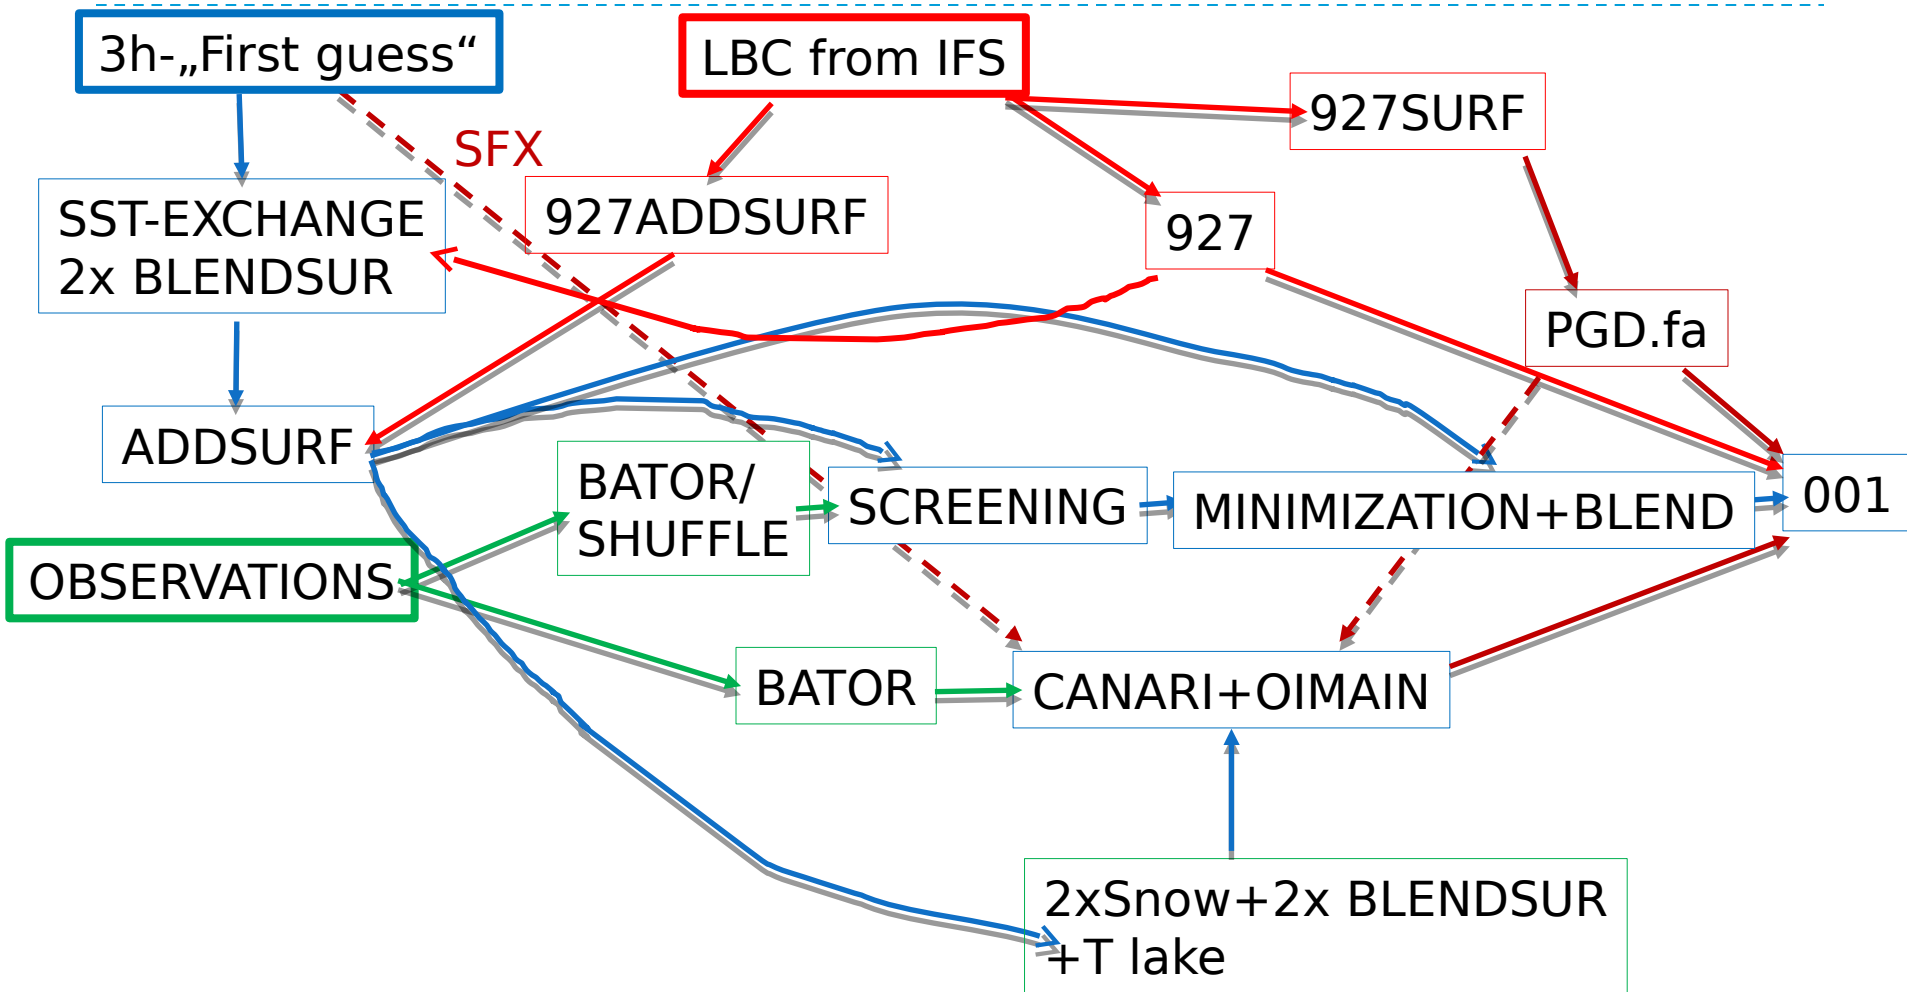 3h-„First guess“
LBC from IFS
927SURF
SFX
SST-EXCHANGE
2x BLENDSUR
927ADDSURF
927
PGD.fa
ADDSURF
BATOR/
SHUFFLE
SCREENING
MINIMIZATION+BLEND
001
OBSERVATIONS
BATOR
CANARI+OIMAIN
2xSnow+2x BLENDSUR
+T lake